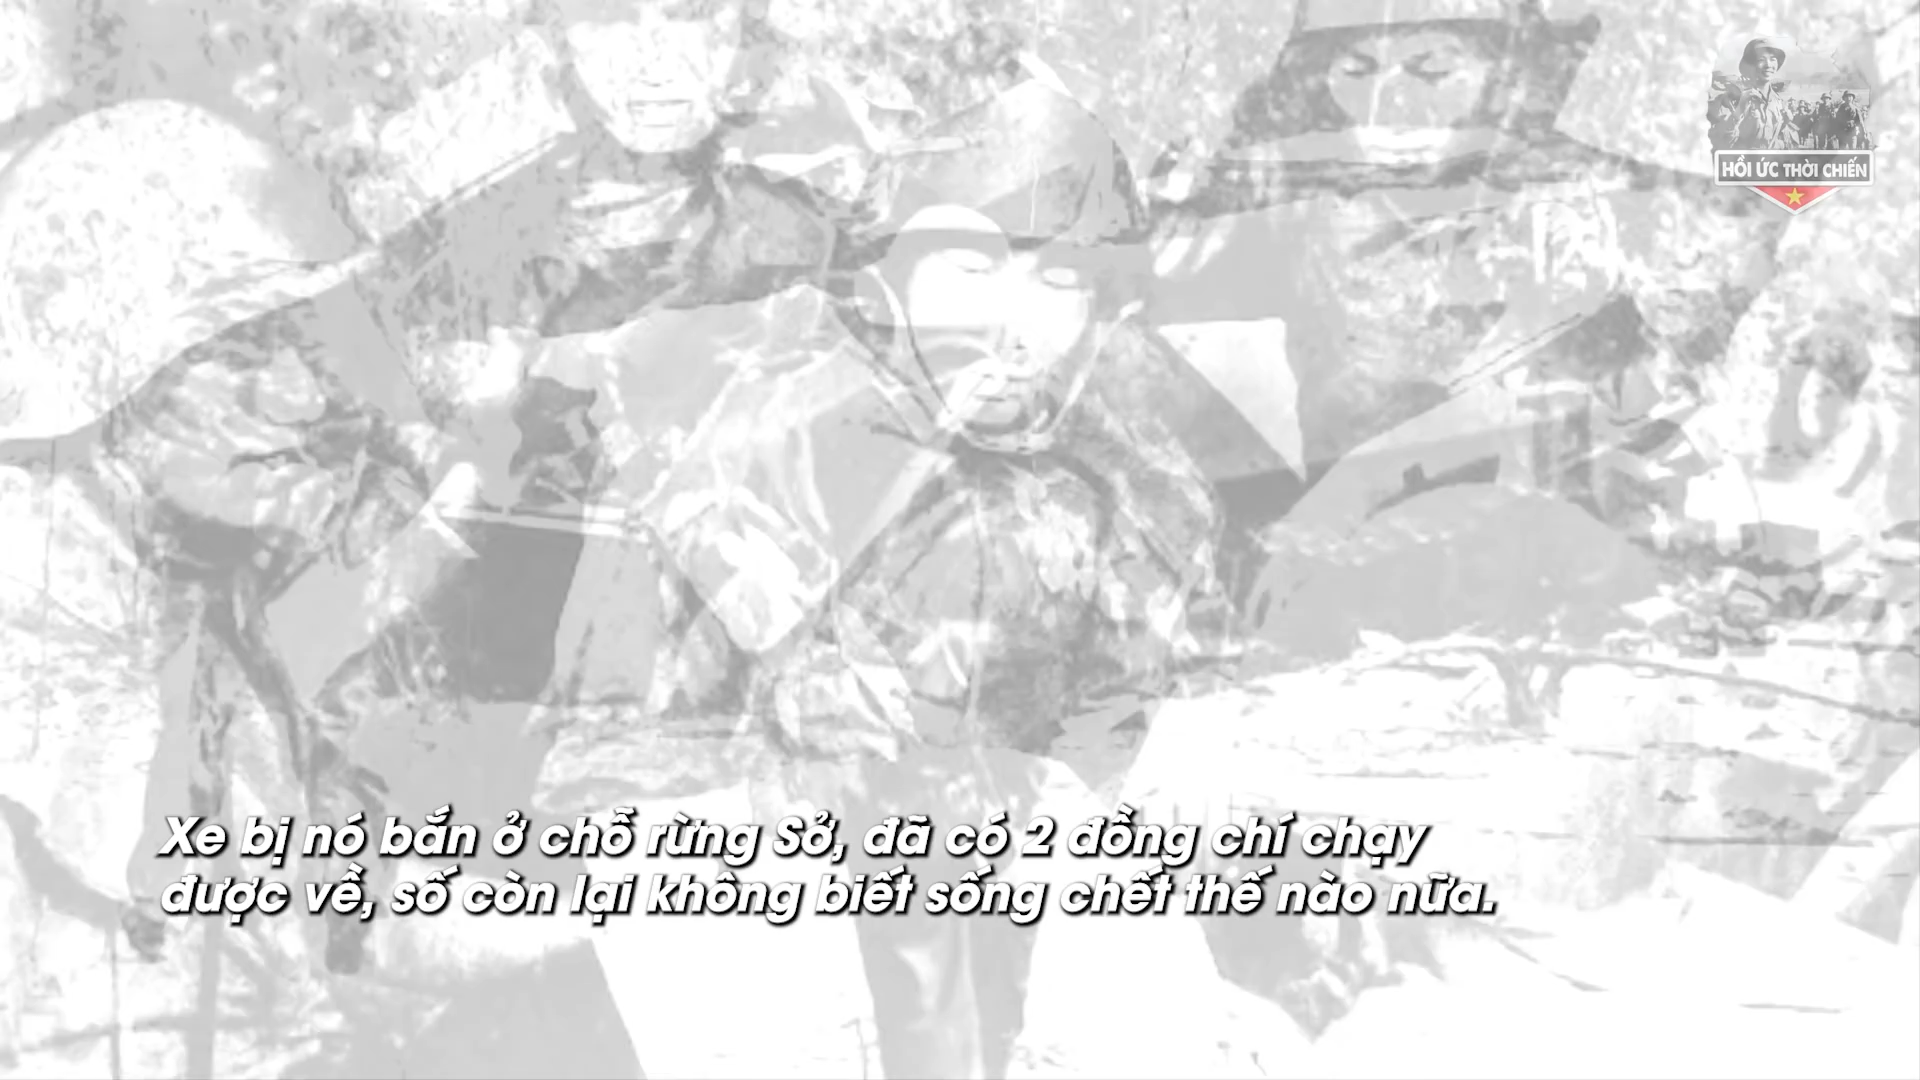 HỒI ỨC THỜI CHIẾN
Xe bị nó bắn ở chỗ rừng Sở, đã có 2 đồng chí chạy
được về, số còn lại không biết sống chết thế nào nữa.